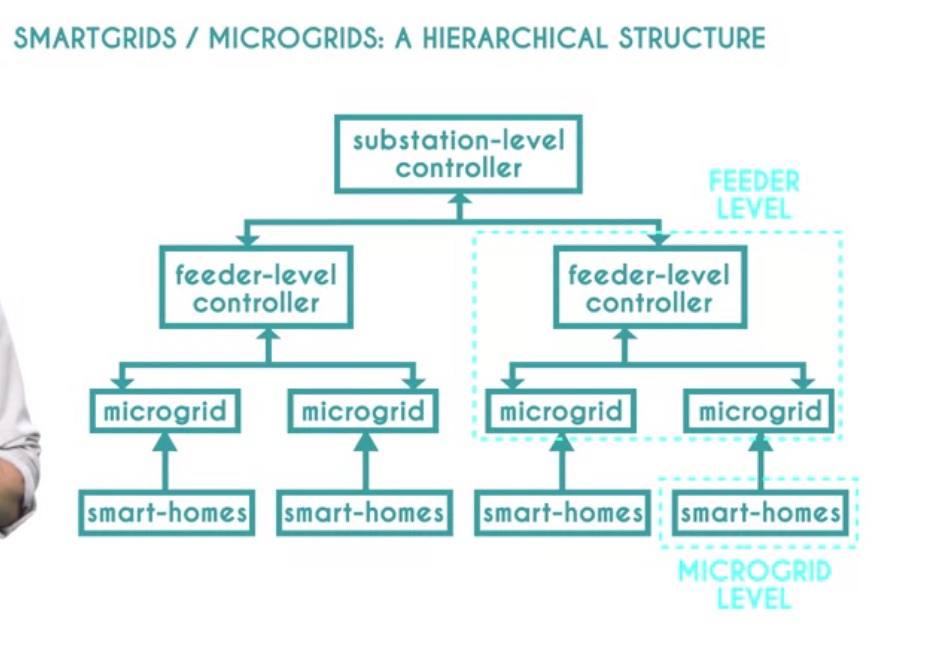 SMARTGRIDS / MICROGRIDS: A HIERARCHICAL STRUCTURE
substation-level
controller
FEEDER
LEVEL
feeder-level
controller
feeder-level
controller
microgrid
microgrid
microgrid
microgrid
smart-homes
smart-homes
smart-homes
smart-homes
MICROGRID
LEVEL